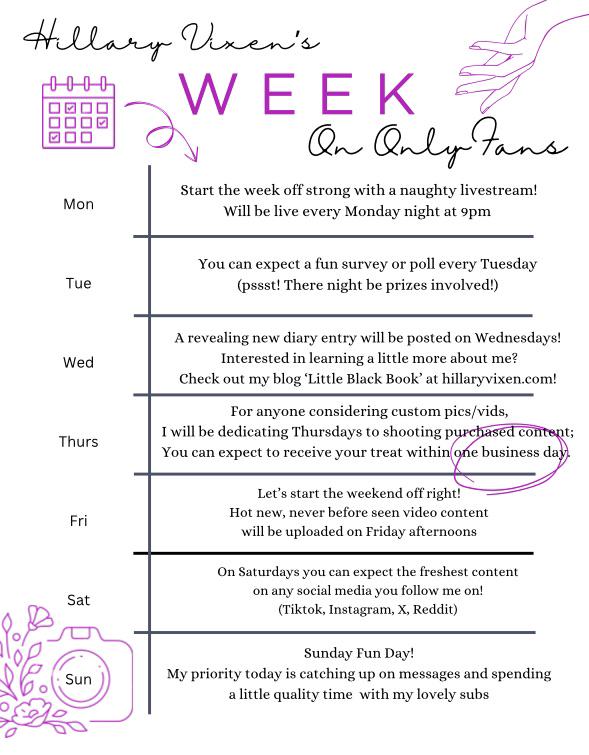 Hillary Vixen's
WEEK
On OnlyFans
Mon
Start the week off strong with a naughty livestream!
Will be live every Monday night at 9pm
Tue
You can expect a fun survey or poll every Tuesday
(pssst! There night be prizes involved!)
Wed
A revealing new diary entry will be posted on Wednesdays!
Interested in learning a little more about me?
Check out my blog ‘Little Black Book’ at hillaryvixen.com!
Thurs
For anyone considering custom pics/vids,
I will be dedicating Thursdays to shooting purchased content;
You can expect to receive your treat within one business day.
Fri
Let’s start the weekend off right!
Hot new, never before seen video content
will be uploaded on Friday afternoons
Sat
On Saturdays you can expect the freshest content
on any social media you follow me on!
(Tiktok, Instagram, X, Reddit)
Sun
Sunday Fun Day!
My priority today is catching up on messages and spending
a little quality time with my lovely subs